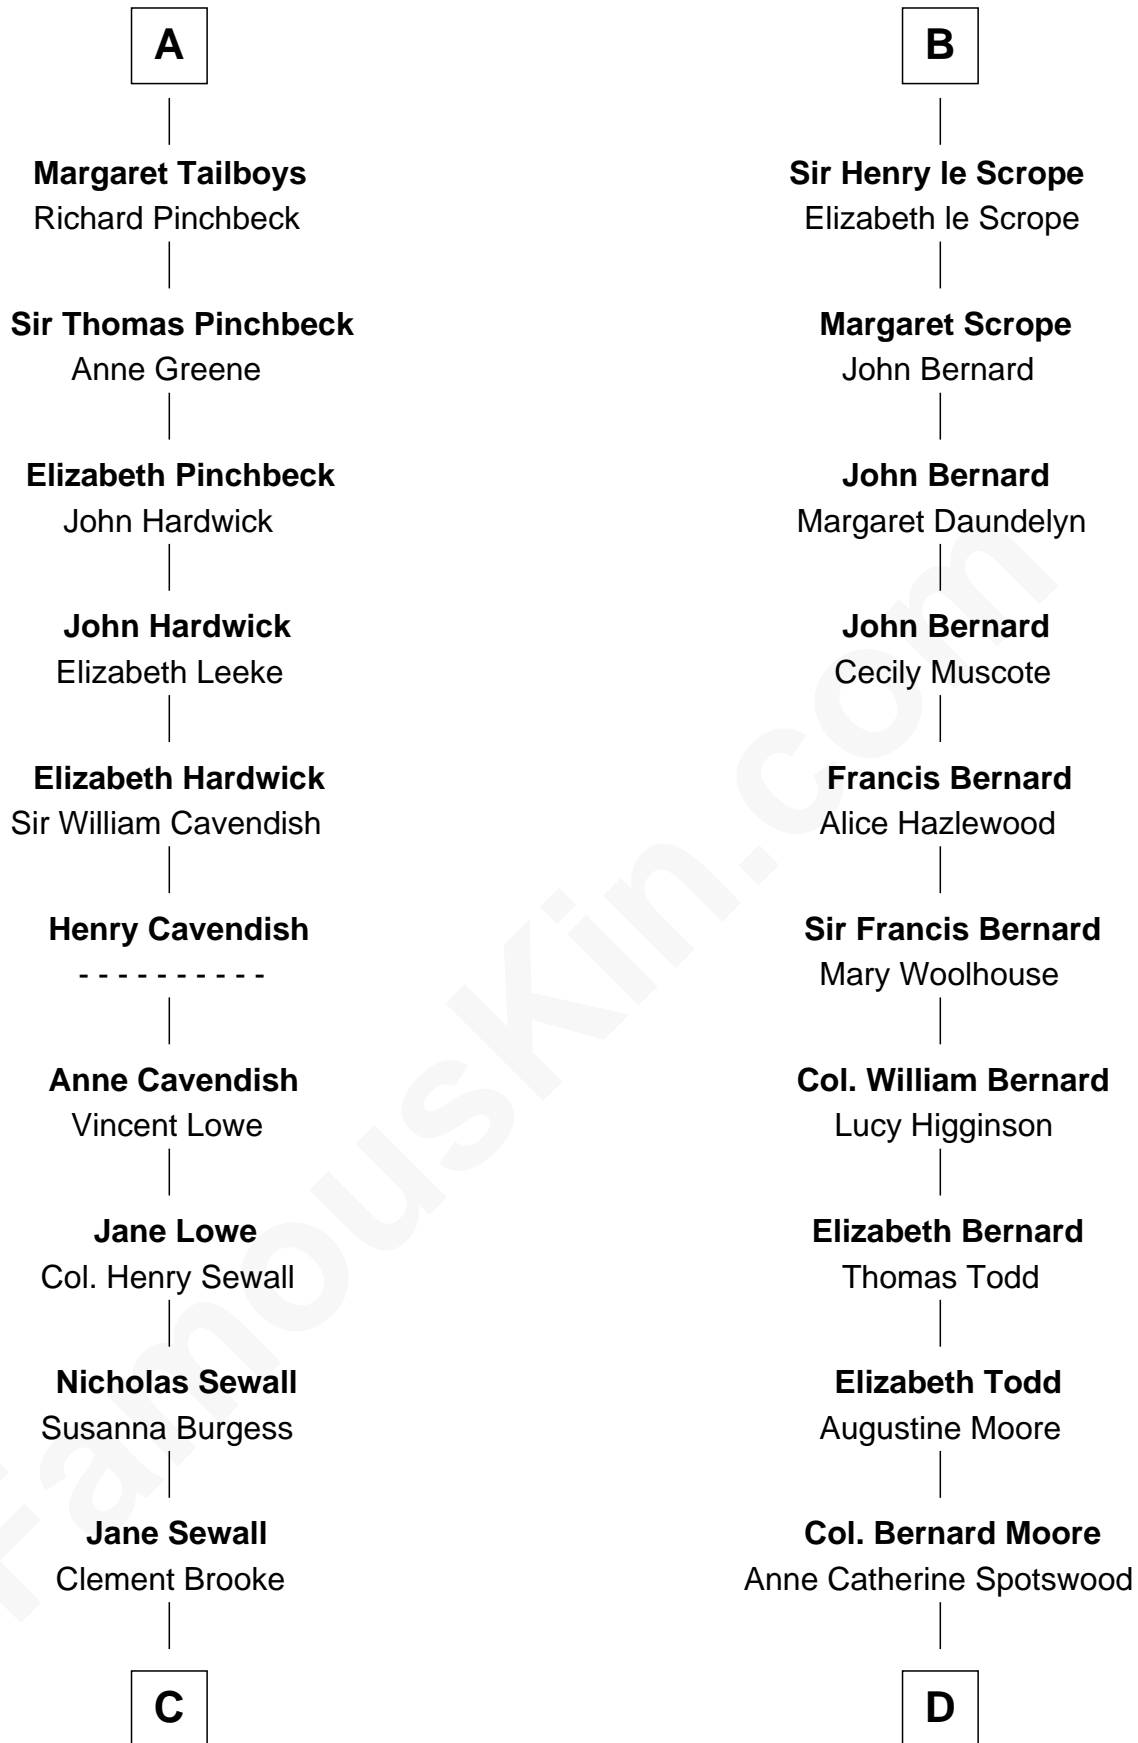 A
Margaret Tailboys
Richard Pinchbeck
Sir Thomas Pinchbeck
Anne Greene
Elizabeth Pinchbeck
John Hardwick
John Hardwick
Elizabeth Leeke
Elizabeth Hardwick
Sir William Cavendish
Henry Cavendish
- - - - - - - - - -
Anne Cavendish
Vincent Lowe
Jane Lowe
Col. Henry Sewall
Nicholas Sewall
Susanna Burgess
Jane Sewall
Clement Brooke
C
B
Sir Henry le Scrope
Elizabeth le Scrope
Margaret Scrope
John Bernard
John Bernard
Margaret Daundelyn
John Bernard
Cecily Muscote
Francis Bernard
Alice Hazlewood
Sir Francis Bernard
Mary Woolhouse
Col. William Bernard
Lucy Higginson
Elizabeth Bernard
Thomas Todd
Elizabeth Todd
Augustine Moore
Col. Bernard Moore
Anne Catherine Spotswood
D
FamousKin.com